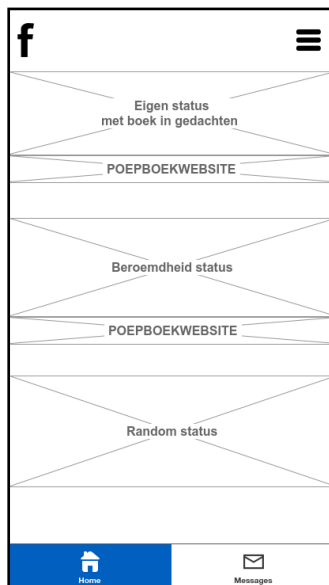 f
Eigen status
met boek in gedachten
POEPBOEKWEBSITE
Beroemdheid status
POEPBOEKWEBSITE
Random status
Home
Messages